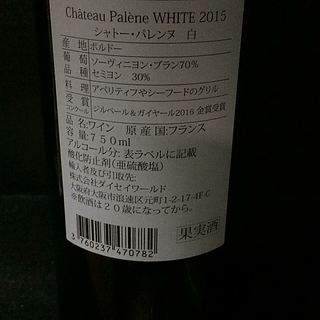 Château Palène WHITE 2015
シャトー・パレンヌ 白
産地 ボルドー
葡萄品種 ソーヴィニヨン・ブラン70%
セミヨン 30%
料理 アペリティフやシーフードのグリル
受賞コンクール ジルベール&ガイヤール2016 金賞受賞
品名:ワイン 原産国:フランス
容量:750ml
アルコール分:表ラベルに記載
酸化防止剤(亜硫酸塩)
輸入者及び引取先:
株式会社ダイセイワールド
大阪府大阪市浪速区元町1-2-17-4F-C
※飲酒は20歳になってから。
果実酒
3760237470782